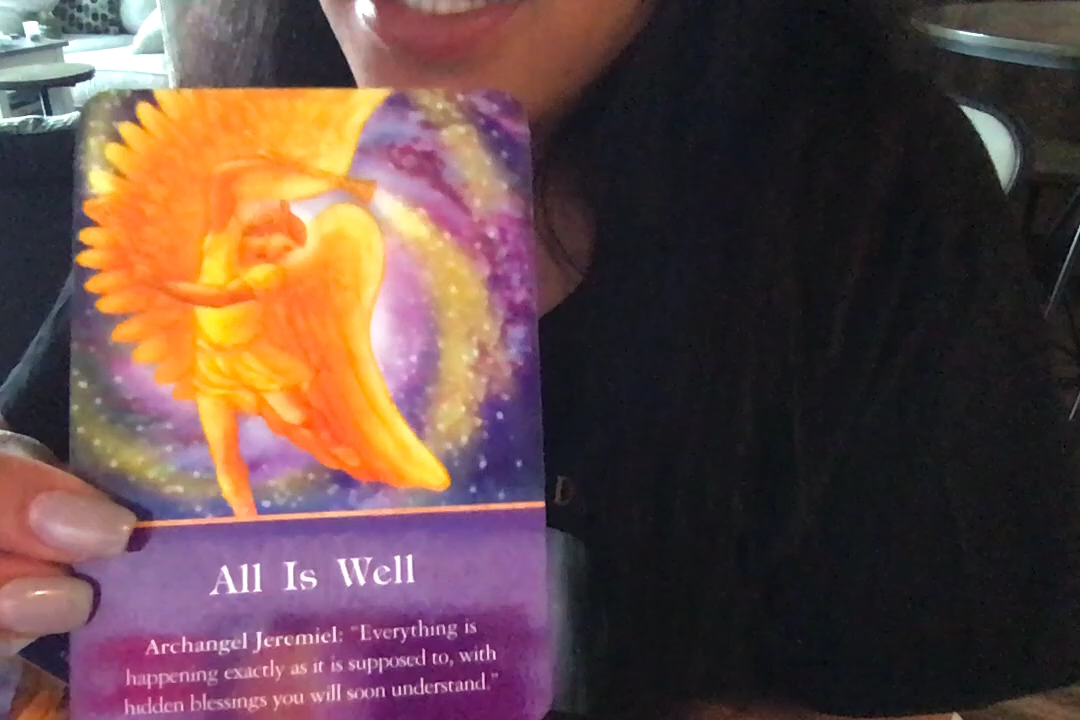 D
All Is Well
Archangel Jeremiel: "Everything is
happening exactly as it is supposed to, with
hidden blessings you will soon understand."